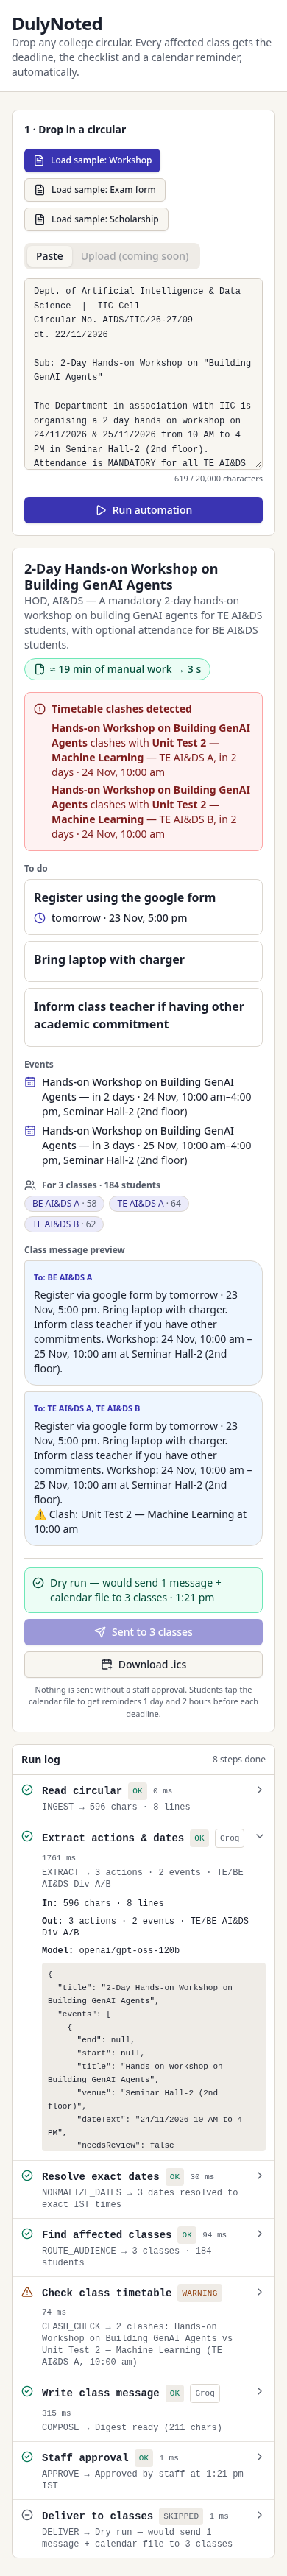 DulyNoted
Drop any college circular. Every affected class gets the
deadline, the checklist and a calendar reminder,
automatically.
1 · Drop in a circular
Load sample: Workshop
Load sample: Exam form
Load sample: Scholarship
Paste
Upload (coming soon)
Dept. of Artificial Intelligence & Data
Science | IIC Cell
Circular No. AIDS/IIC/26-27/09
dt. 22/11/2026
Sub: 2-Day Hands-on Workshop on "Building
GenAI Agents"
The Department in association with IIC is
organising a 2 day hands on workshop on
24/11/2026 & 25/11/2026 from 10 AM to 4
PM in Seminar Hall-2 (2nd floor).
Attendance is MANDATORY for all TE AI&DS
619 / 20,000 characters
Run automation
2-Day Hands-on Workshop on
Building GenAI Agents
HOD, AI&DS — A mandatory 2-day hands-on
workshop on building GenAI agents for TE AI&DS
students, with optional attendance for BE AI&DS
students.
≈ 19 min of manual work → 3 s
Timetable clashes detected
Hands-on Workshop on Building GenAI
Agents clashes with Unit Test 2 —
Machine Learning — TE AI&DS A, in 2
days · 24 Nov, 10:00 am
Hands-on Workshop on Building GenAI
Agents clashes with Unit Test 2 —
Machine Learning — TE AI&DS B, in 2
days · 24 Nov, 10:00 am
To do
Register using the google form
tomorrow · 23 Nov, 5:00 pm
Bring laptop with charger
Inform class teacher if having other
academic commitment
Events
Hands-on Workshop on Building GenAI
Agents — in 2 days · 24 Nov, 10:00 am–4:00
pm, Seminar Hall-2 (2nd floor)
Hands-on Workshop on Building GenAI
Agents — in 3 days · 25 Nov, 10:00 am–4:00
pm, Seminar Hall-2 (2nd floor)
For 3 classes · 184 students
BE AI&DS A · 58
TE AI&DS A · 64
TE AI&DS B · 62
Class message preview
To: BE AI&DS A
Register via google form by tomorrow · 23
Nov, 5:00 pm. Bring laptop with charger.
Inform class teacher if you have other
commitments. Workshop: 24 Nov, 10:00 am –
25 Nov, 10:00 am at Seminar Hall-2 (2nd
floor).
To: TE AI&DS A, TE AI&DS B
Register via google form by tomorrow · 23
Nov, 5:00 pm. Bring laptop with charger.
Inform class teacher if you have other
commitments. Workshop: 24 Nov, 10:00 am –
25 Nov, 10:00 am at Seminar Hall-2 (2nd
floor).
⚠️ Clash: Unit Test 2 — Machine Learning at
10:00 am
Dry run — would send 1 message +
calendar file to 3 classes · 1:21 pm
Sent to 3 classes
Download .ics
Nothing is sent without a staff approval. Students tap the
calendar file to get reminders 1 day and 2 hours before each
deadline.
Run log
8 steps done
Read circular OK 0 ms
INGEST → 596 chars · 8 lines
Extract actions & dates OK Groq
1761 ms
EXTRACT → 3 actions · 2 events · TE/BE
AI&DS Div A/B
In: 596 chars · 8 lines
Out: 3 actions · 2 events · TE/BE AI&DS
Div A/B
Model: openai/gpt-oss-120b
{
"title": "2-Day Hands-on Workshop on
Building GenAI Agents",
"events": [
{
"end": null,
"start": null,
"title": "Hands-on Workshop on
Building GenAI Agents",
"venue": "Seminar Hall-2 (2nd
floor)",
"dateText": "24/11/2026 10 AM to 4
PM",
"needsReview": false
Resolve exact dates OK 30 ms
NORMALIZE_DATES → 3 dates resolved to
exact IST times
Find affected classes OK 94 ms
ROUTE_AUDIENCE → 3 classes · 184
students
Check class timetable WARNING
74 ms
CLASH_CHECK → 2 clashes: Hands-on
Workshop on Building GenAI Agents vs
Unit Test 2 — Machine Learning (TE
AI&DS A, 10:00 am)
Write class message OK Groq
315 ms
COMPOSE → Digest ready (211 chars)
Staff approval OK 1 ms
APPROVE → Approved by staff at 1:21 pm
IST
Deliver to classes SKIPPED 1 ms
DELIVER → Dry run — would send 1
message + calendar file to 3 classes